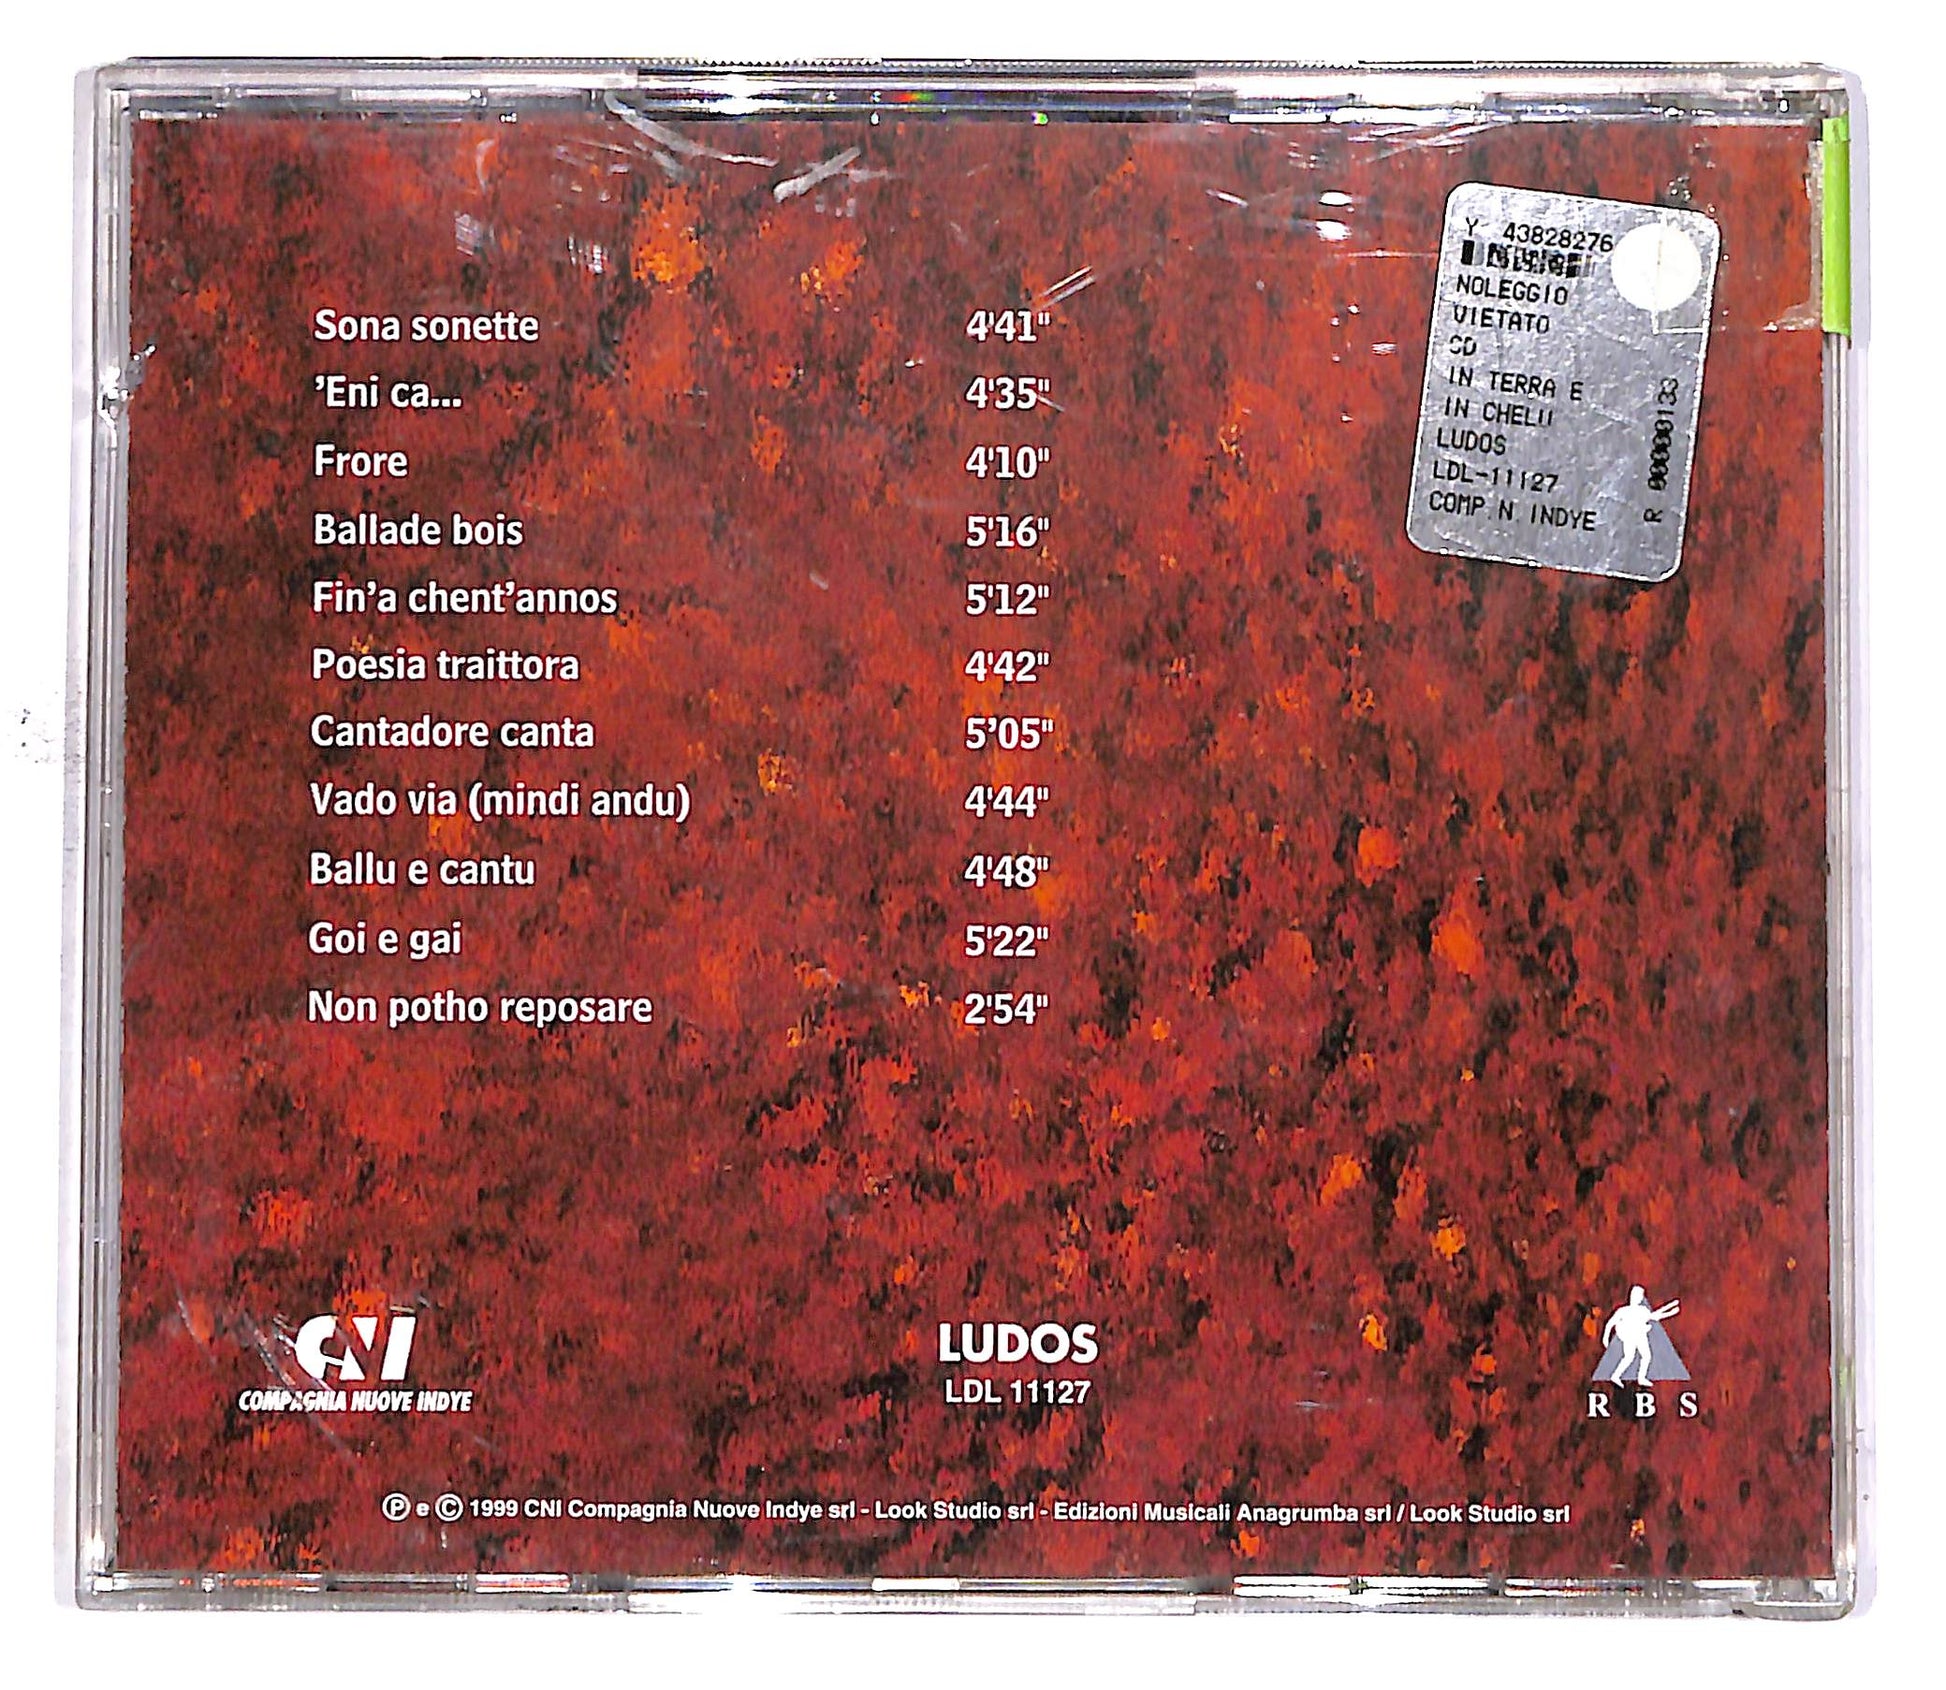 Sona sonette 4'41"
'Eni ca... 4'35"
Frore 4'10"
Ballade bois 5'16"
Fin'a chent'annos 5'12"
Poesia traittora 4'42"
Cantadore canta 5'05"
Vado via (mindi andu) 4'44"
Ballu e cantu 4'48"
Goi e gai 5'22"
Non potho reposare 2'54"
Y 43828276
NOLEGGIO
VIETATO
CD
IN TERRA E
IN CHELU
LUDOS
LDL-11127
COMP.N.INDYE
R 00000133
CNI
COMPAGNIA NUOVE INDYE
LUDOS
LDL 11127
R B S
Ⓟ e © 1999 CNI Compagnia Nuove Indye srl - Look Studio srl - Edizioni Musicali Anagrumba srl / Look Studio srl